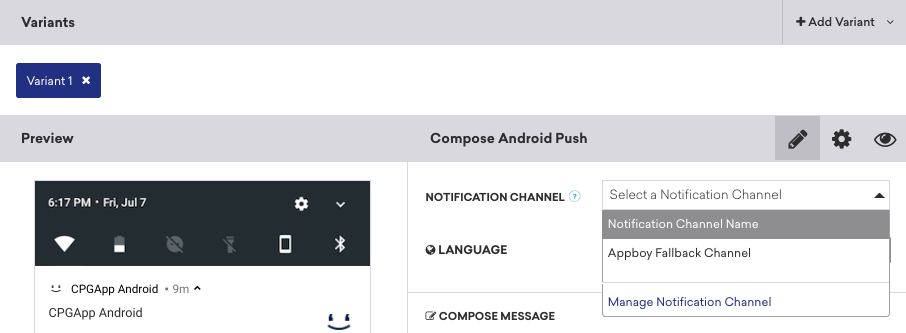 Variants
+ Add Variant
Variant 1 ✖
Preview
Compose Android Push
6:17 PM • Fri, Jul 7
NOTIFICATION CHANNEL ?
Select a Notification Channel
Notification Channel Name
LANGUAGE
Appboy Fallback Channel
CPGApp Android • 9m
Manage Notification Channel
CPGApp Android
COMPOSE MESSAGE